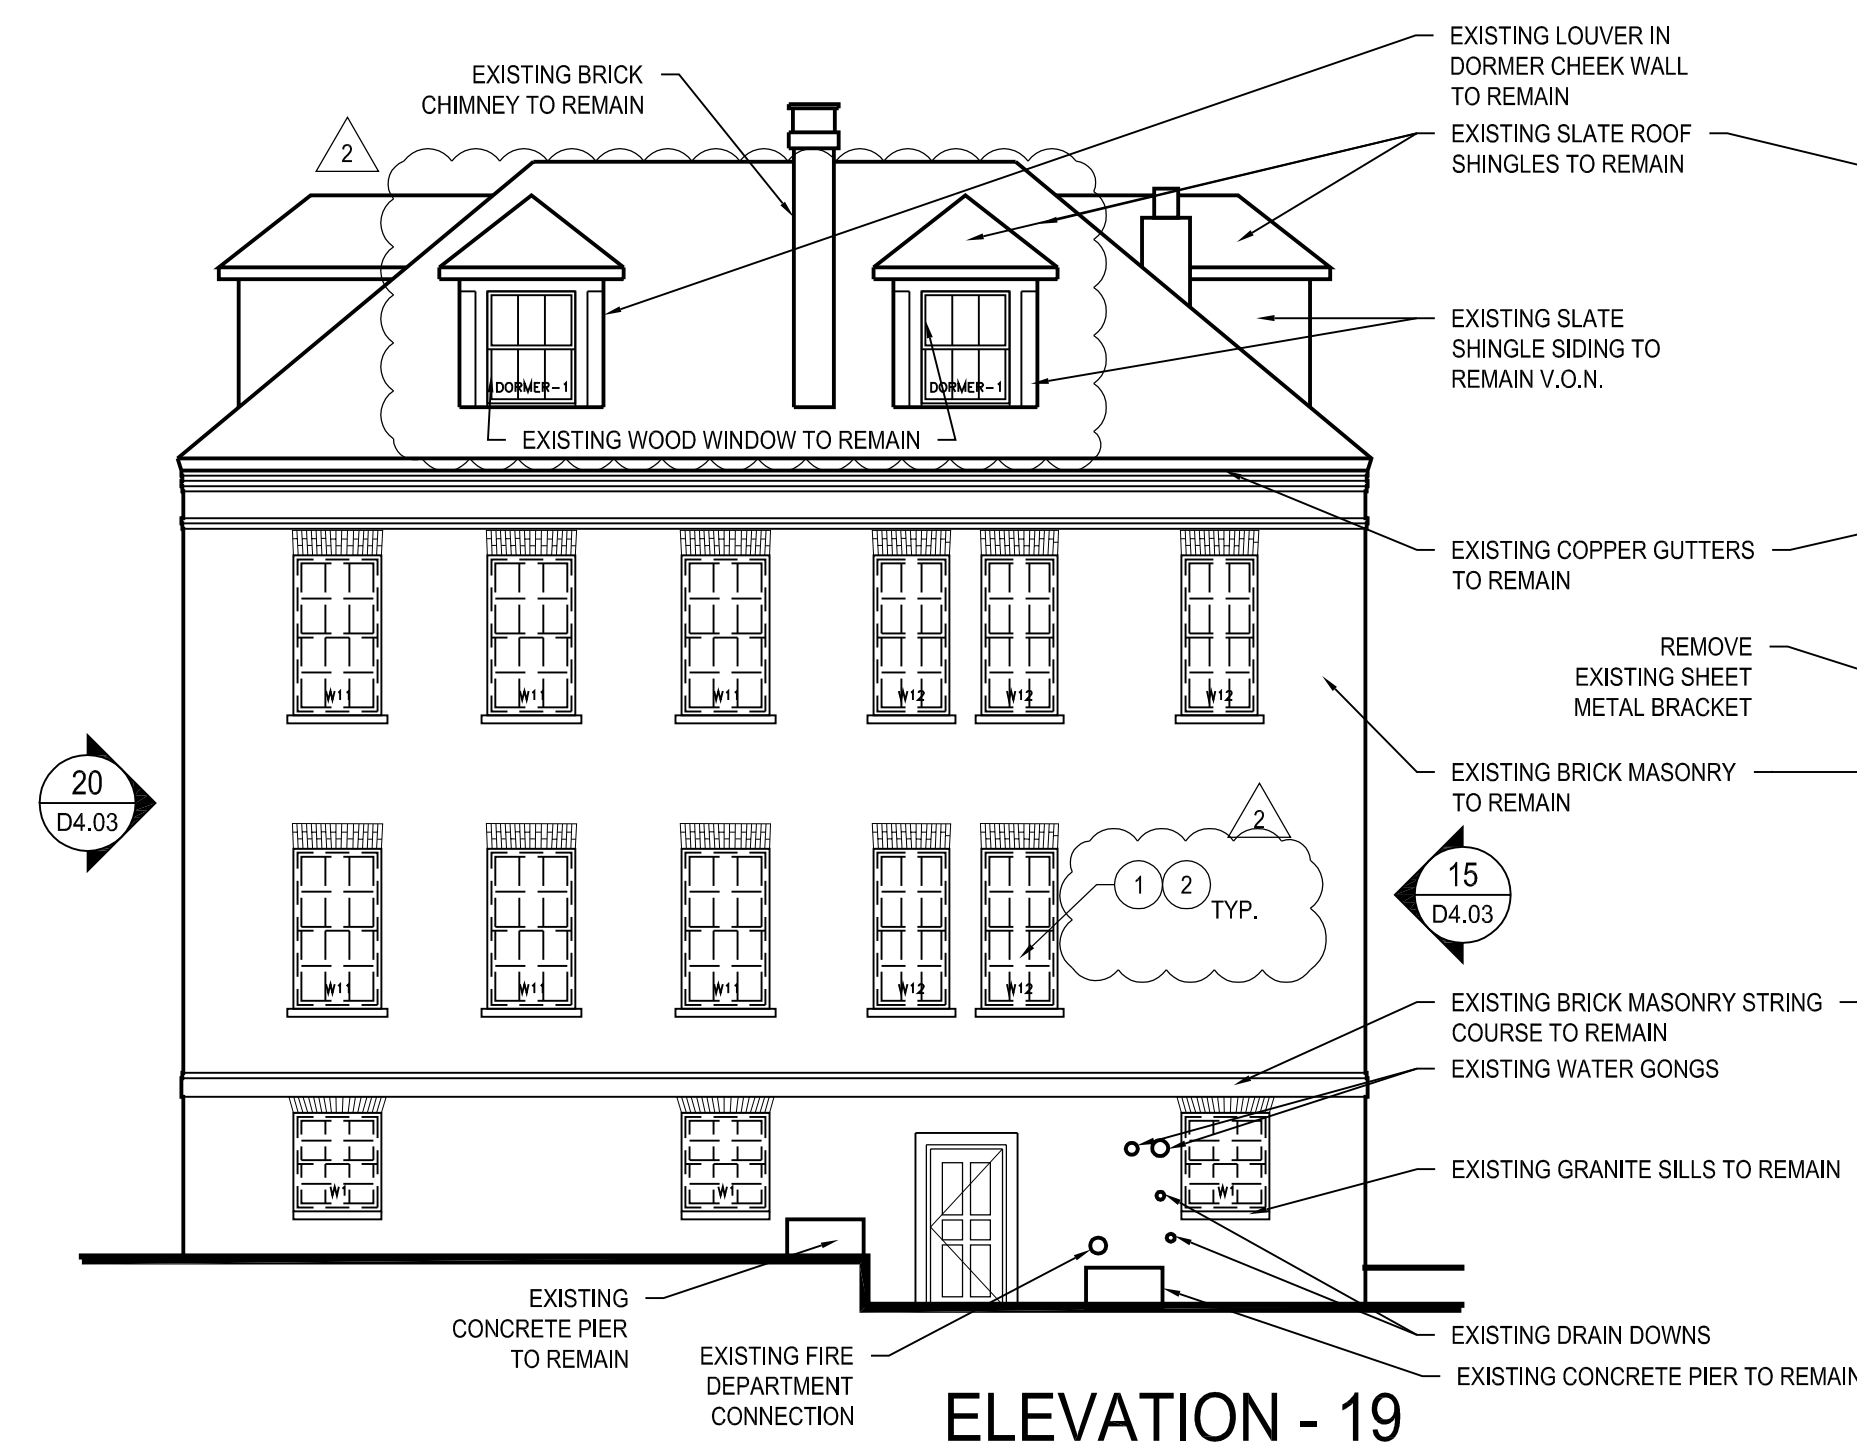 EXISTING LOUVER IN
DORMER CHEEK WALL
TO REMAIN
EXISTING BRICK
CHIMNEY TO REMAIN
2
EXISTING SLATE ROOF
SHINGLES TO REMAIN
EXISTING SLATE
SHINGLE SIDING TO
REMAIN V.O.N.
DORMER-1
DORMER-1
EXISTING WOOD WINDOW TO REMAIN
EXISTING COPPER GUTTERS
TO REMAIN
REMOVE
EXISTING SHEET
METAL BRACKET
W11
W11
W11
W12
W12
W12
20
D4.03
EXISTING BRICK MASONRY
TO REMAIN
2
1
2
TYP.
15
D4.03
W11
W11
W11
W12
W12
EXISTING BRICK MASONRY STRING
COURSE TO REMAIN
EXISTING WATER GONGS
EXISTING GRANITE SILLS TO REMAIN
W1
W1
W1
EXISTING
CONCRETE PIER
TO REMAIN
EXISTING FIRE
DEPARTMENT
CONNECTION
EXISTING DRAIN DOWNS
EXISTING CONCRETE PIER TO REMAIN
ELEVATION - 19